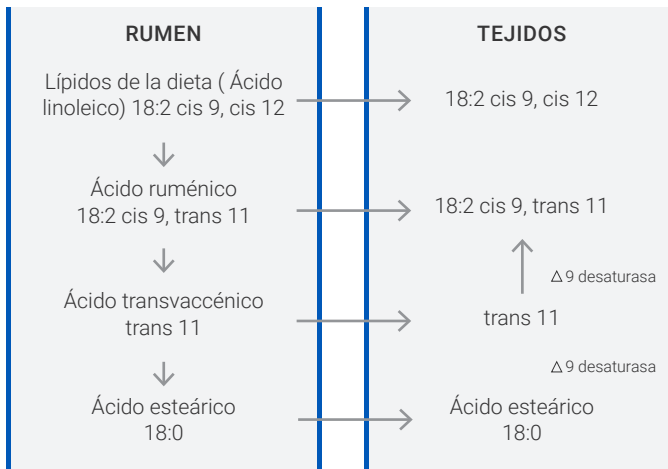 RUMEN
Lípidos de la dieta ( Ácido
linoleico) 18:2 cis 9, cis 12
Ácido ruménico
18:2 cis 9, trans 11
Ácido transvaccénico
trans 11
Ácido esteárico
18:0
TEJIDOS
18:2 cis 9, cis 12
18:2 cis 9, trans 11
Δ9 desaturasa
trans 11
Δ9 desaturasa
Ácido esteárico
18:0